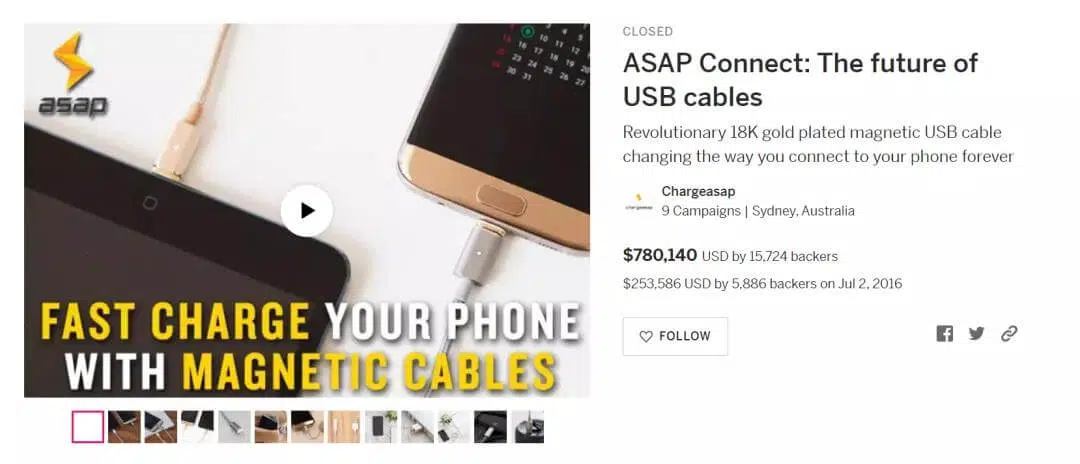 asap
FAST CHARGE YOUR PHONE
WITH MAGNETIC CABLES
CLOSED
ASAP Connect: The future of
USB cables
Revolutionary 18K gold plated magnetic USB cable
changing the way you connect to your phone forever
Chargeasap
9 Campaigns | Sydney, Australia
$780,140 USD by 15,724 backers
$253,586 USD by 5,886 backers on Jul 2, 2016
FOLLOW